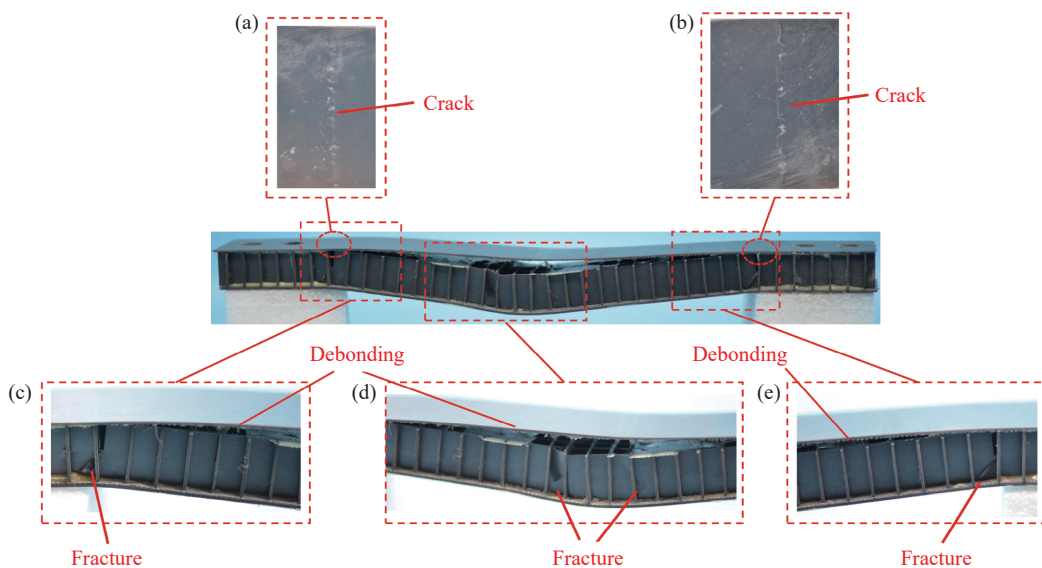 (a)
(b)
Crack
Crack
Debonding
Debonding
(c)
(d)
(e)
Fracture
Fracture
Fracture